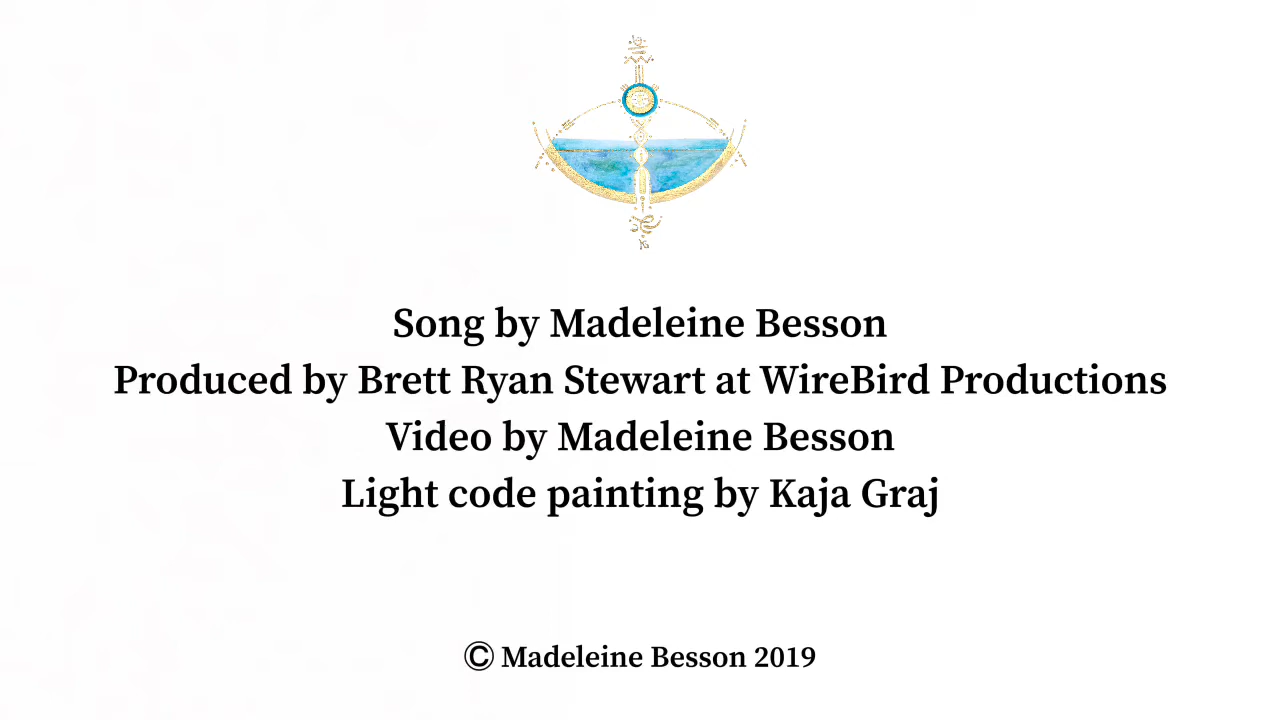 Song by Madeleine Besson
Produced by Brett Ryan Stewart at WireBird Productions
Video by Madeleine Besson
Light code painting by Kaja Graj
© Madeleine Besson 2019